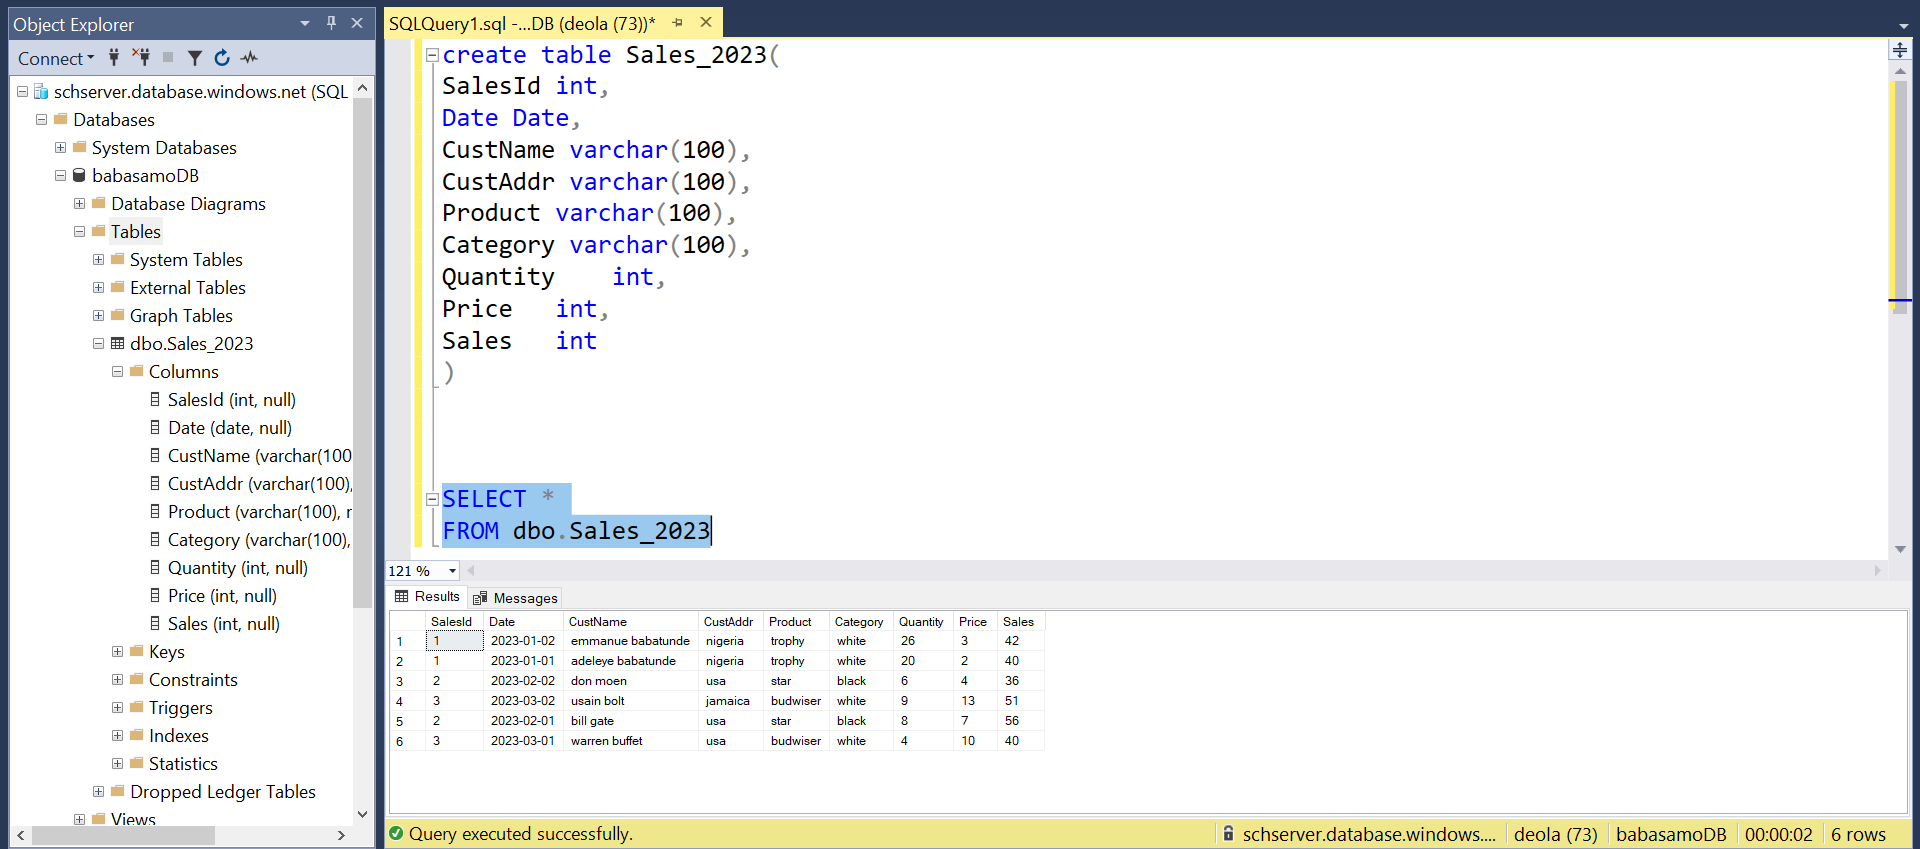 Object Explorer
Connect
schserver.database.windows.net (SQL
Databases
System Databases
babasamoDB
Database Diagrams
Tables
System Tables
External Tables
Graph Tables
dbo.Sales_2023
Columns
SalesId (int, null)
Date (date, null)
CustName (varchar(100
CustAddr (varchar(100),
Product (varchar(100), r
Category (varchar(100),
Quantity (int, null)
Price (int, null)
Sales (int, null)
Keys
Constraints
Triggers
Indexes
Statistics
Dropped Ledger Tables
Views
SQLQuery1.sql -...DB (deola (73))*
create table Sales_2023(
SalesId int,
Date Date,
CustName varchar(100),
CustAddr varchar(100),
Product varchar(100),
Category varchar(100),
Quantity int,
Price int,
Sales int
)
SELECT *
FROM dbo.Sales_2023
121 %
Results Messages
SalesId Date CustName CustAddr Product Category Quantity Price Sales
1 1 2023-01-02 emmanue babatunde nigeria trophy white 26 3 42
2 1 2023-01-01 adeleye babatunde nigeria trophy white 20 2 40
3 2 2023-02-02 don moen usa star black 6 4 36
4 3 2023-03-02 usain bolt jamaica budwiser white 9 13 51
5 2 2023-02-01 bill gate usa star black 8 7 56
6 3 2023-03-01 warren buffet usa budwiser white 4 10 40
Query executed successfully. schserver.database.windows.... deola (73) babasamoDB 00:00:02 6 rows